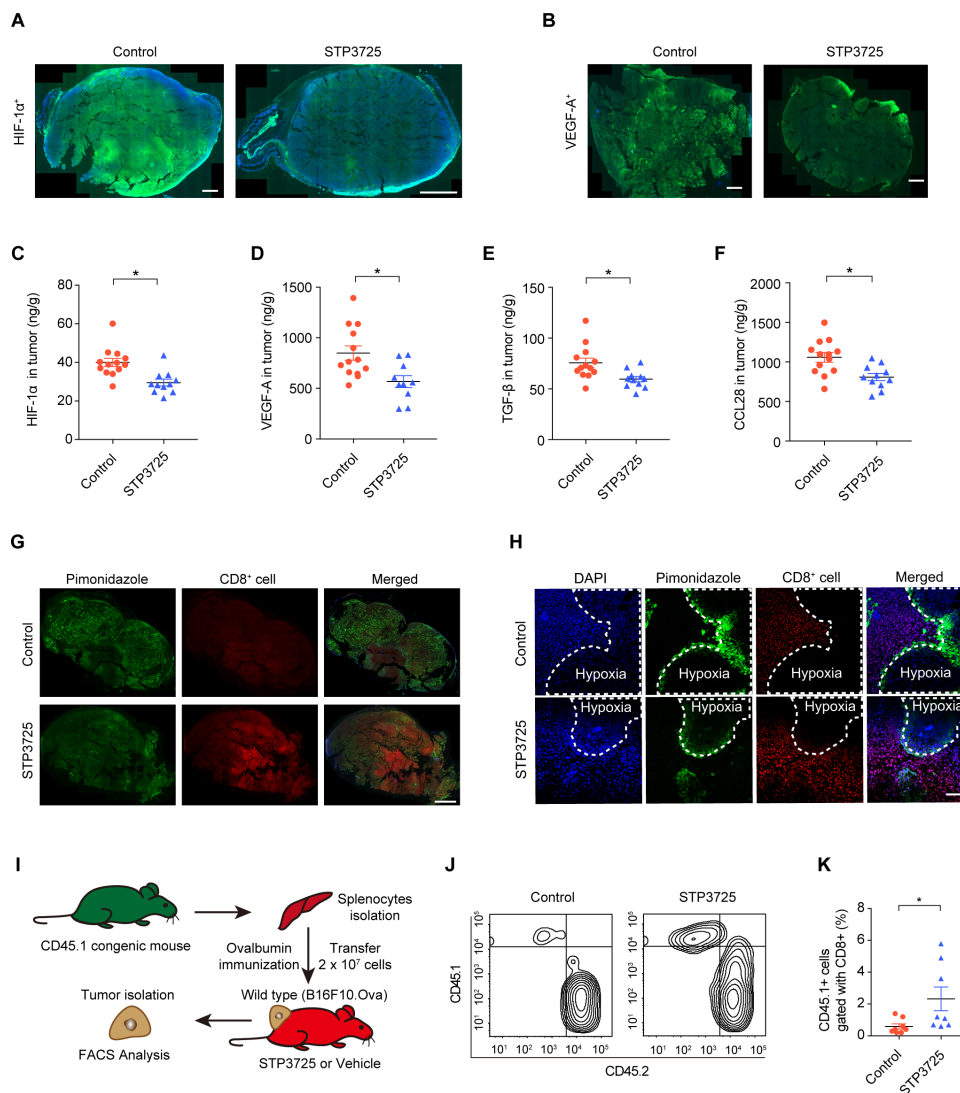 A
Control
STP3725
HIF-1α⁺
B
Control
STP3725
VEGF-A⁺
C
*
HIF-1α in tumor (ng/g)
80
60
40
20
0
Control
STP3725
D
*
VEGF-A in tumor (ng/g)
1500
1000
500
0
Control
STP3725
E
*
TGF-β in tumor (ng/g)
150
100
50
0
Control
STP3725
F
*
CCL28 in tumor (ng/g)
2000
1500
1000
500
0
Control
STP3725
G
Pimonidazole
CD8⁺ cell
Merged
Control
STP3725
H
DAPI
Pimonidazole
CD8⁺ cell
Merged
Control
Hypoxia
Hypoxia
Hypoxia
Hypoxia
STP3725
Hypoxia
Hypoxia
Hypoxia
Hypoxia
I
CD45.1 congenic mouse
Splenocytes
isolation
Ovalbumin
immunization
Transfer
2 x 10⁷ cells
Tumor isolation
Wild type (B16F10.Ova)
FACS Analysis
STP3725 or Vehicle
J
Control
STP3725
CD45.1
10⁵
10⁴
10³
10²
10¹
10¹ 10² 10³ 10⁴ 10⁵
10⁵
10⁴
10³
10²
10¹
10¹ 10² 10³ 10⁴ 10⁵
CD45.2
K
*
CD45.1+ cells
gated with CD8+ (%)
8
6
4
2
0
Control
STP3725